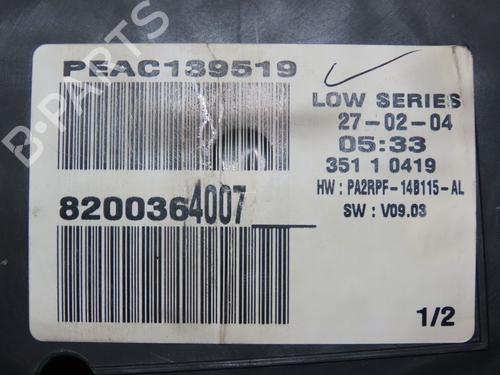 PEAC139519
LOW SERIES
27-02-04
05:33
351 1 0419
HW : PA2RPF-14B115-AL
SW : V09.03
8200364007__
1/2
B-PARTS